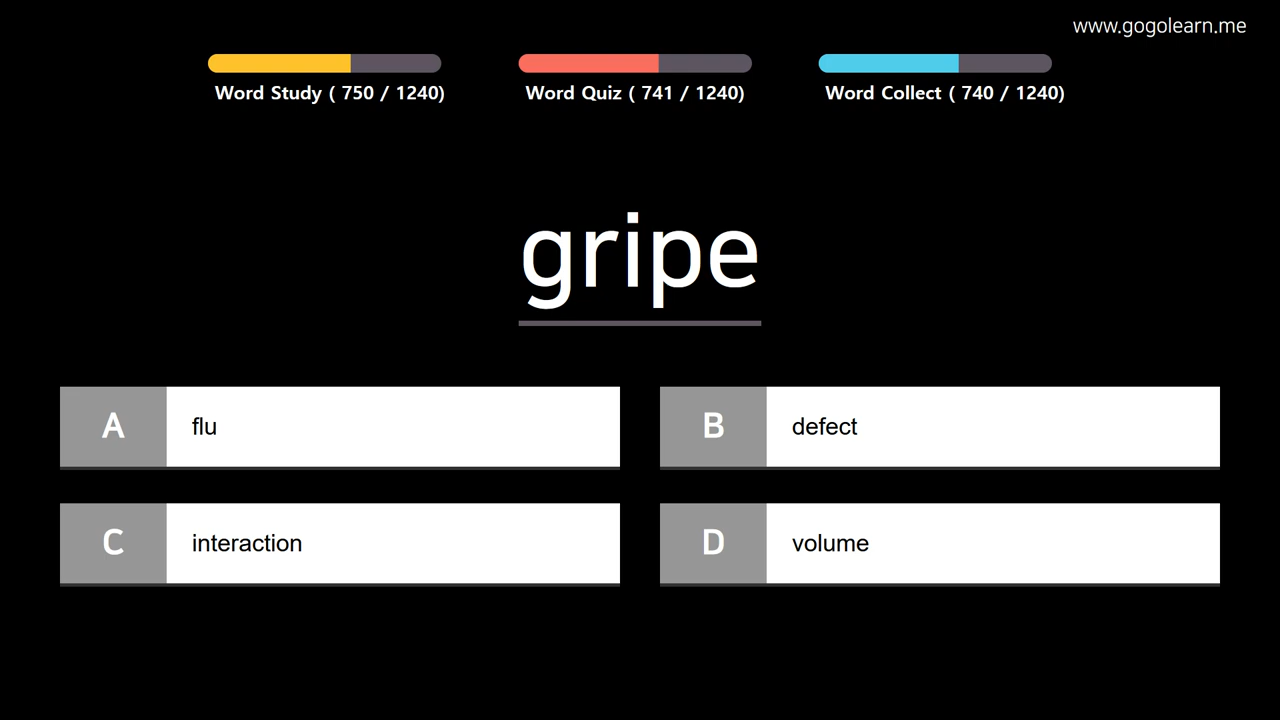 www.gogolearn.me
Word Study ( 750 / 1240)
Word Quiz ( 741 / 1240)
Word Collect ( 740 / 1240)
gripe
A flu
B defect
C interaction
D volume